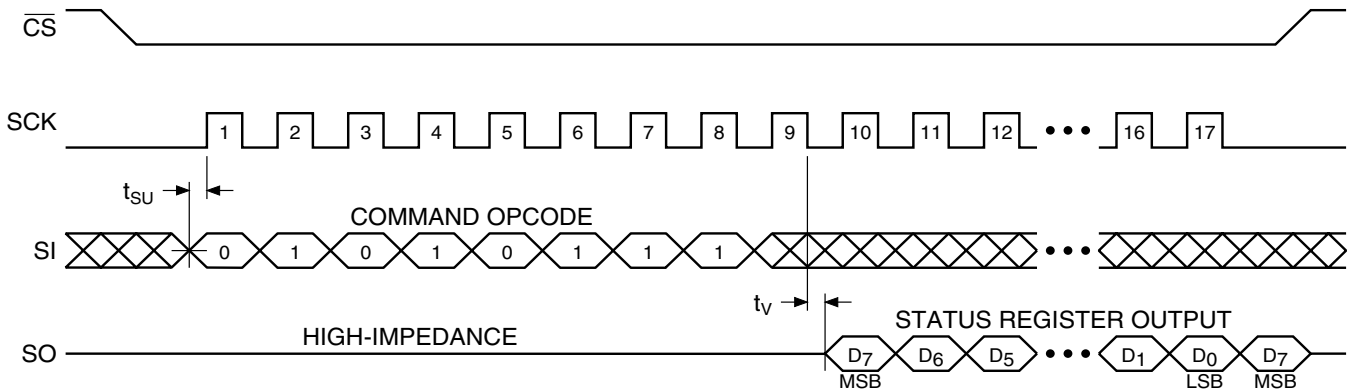 CS
SCK 1 2 3 4 5 6 7 8 9 10 11 12 • • • 16 17
tSU
COMMAND OPCODE
SI 0 1 0 1 0 1 1 1 • • •
tV
HIGH-IMPEDANCE STATUS REGISTER OUTPUT
SO D7 D6 D5 • • • D1 D0 D7
MSB LSB MSB